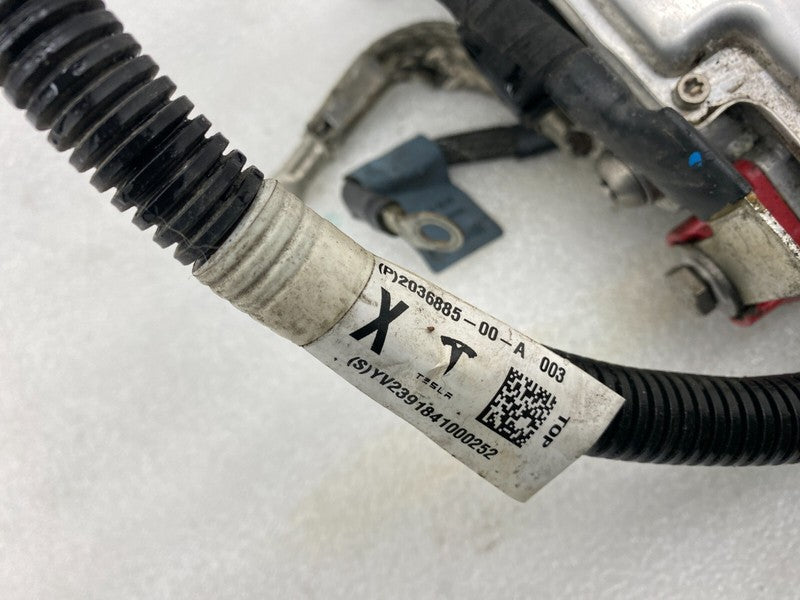 (P)2036885-00-A 003
X
TESLA
TOP
(S)YV2391841000252